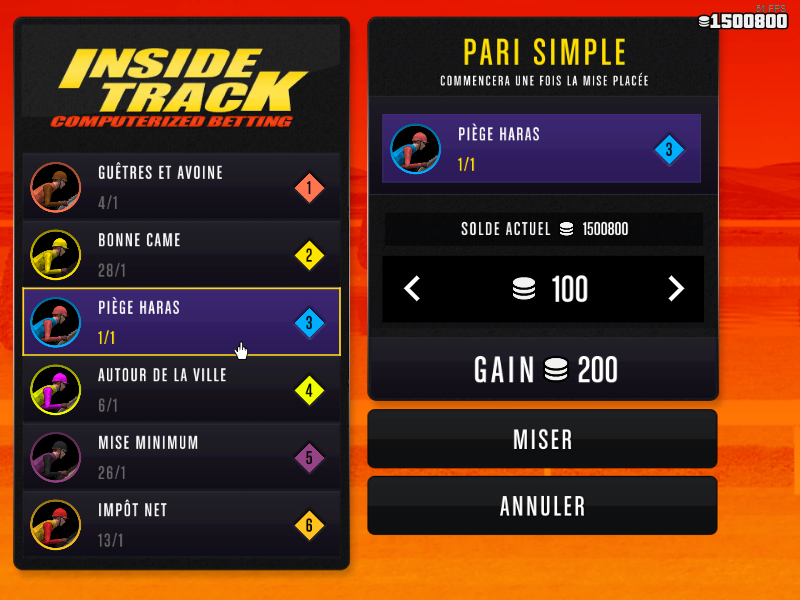 54 FPS
1500800
INSIDE
TRACK
COMPUTERIZED BETTING
GUÊTRES ET AVOINE
4/1
1
BONNE CAME
28/1
2
PIÈGE HARAS
1/1
3
AUTOUR DE LA VILLE
6/1
4
MISE MINIMUM
26/1
5
IMPÔT NET
13/1
6
PARI SIMPLE
COMMENCERA UNE FOIS LA MISE PLACÉE
PIÈGE HARAS
1/1
3
SOLDE ACTUEL 1500800
100
GAIN 200
MISER
ANNULER